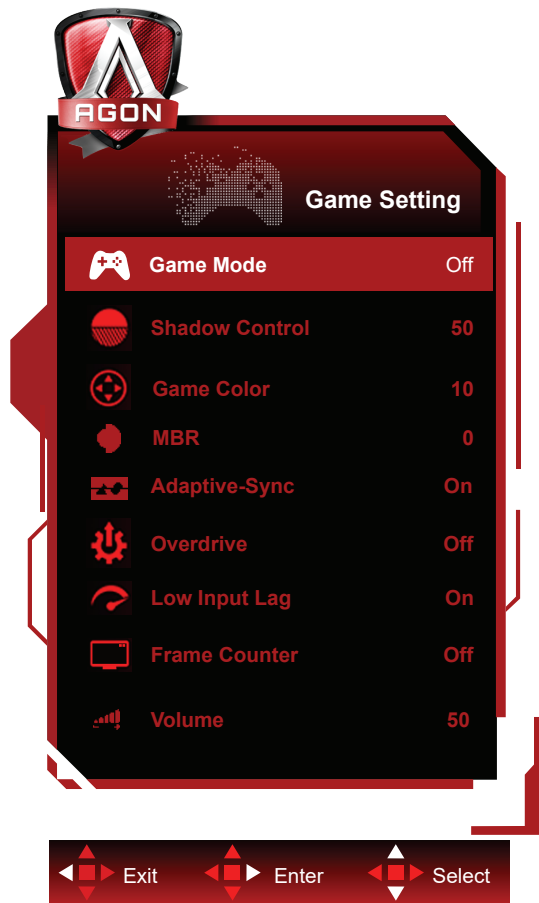 AGON
Game Setting
Game Mode Off
Shadow Control 50
Game Color 10
MBR 0
Adaptive-Sync On
Overdrive Off
Low Input Lag On
Frame Counter Off
Volume 50
Exit Enter Select